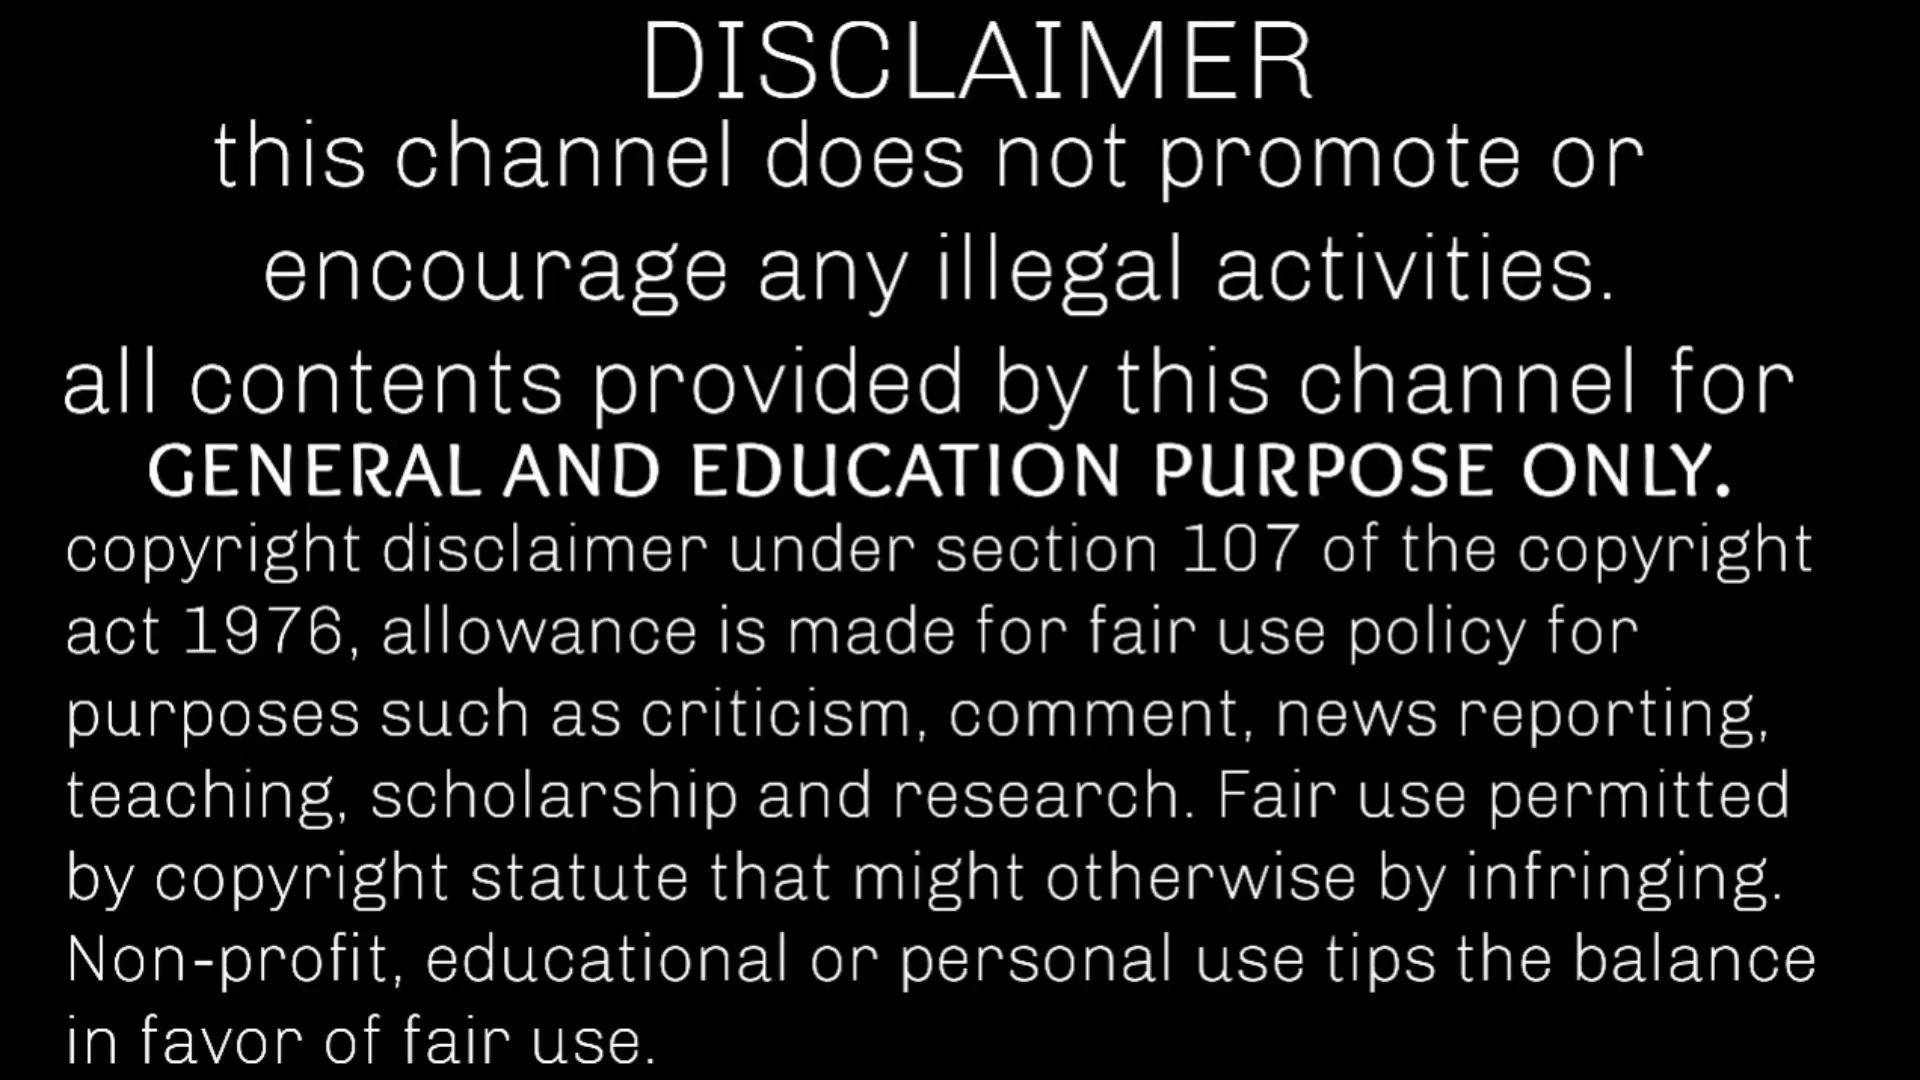 DISCLAIMER
this channel does not promote or
encourage any illegal activities.
all contents provided by this channel for
GENERAL AND EDUCATION PURPOSE ONLY.
copyright disclaimer under section 107 of the copyright
act 1976, allowance is made for fair use policy for
purposes such as criticism, comment, news reporting,
teaching, scholarship and research. Fair use permitted
by copyright statute that might otherwise by infringing.
Non-profit, educational or personal use tips the balance
in favor of fair use.